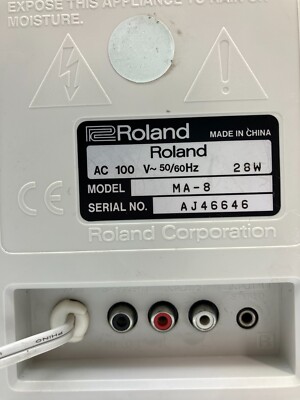 EXPOSE THIS APPLIANCE TO RAIN OR
MOISTURE.
Roland MADE IN CHINA
Roland
AC 100 V~ 50/60Hz 28W
MODEL MA-8
SERIAL NO. AJ46646
CE
Roland Corporation
R